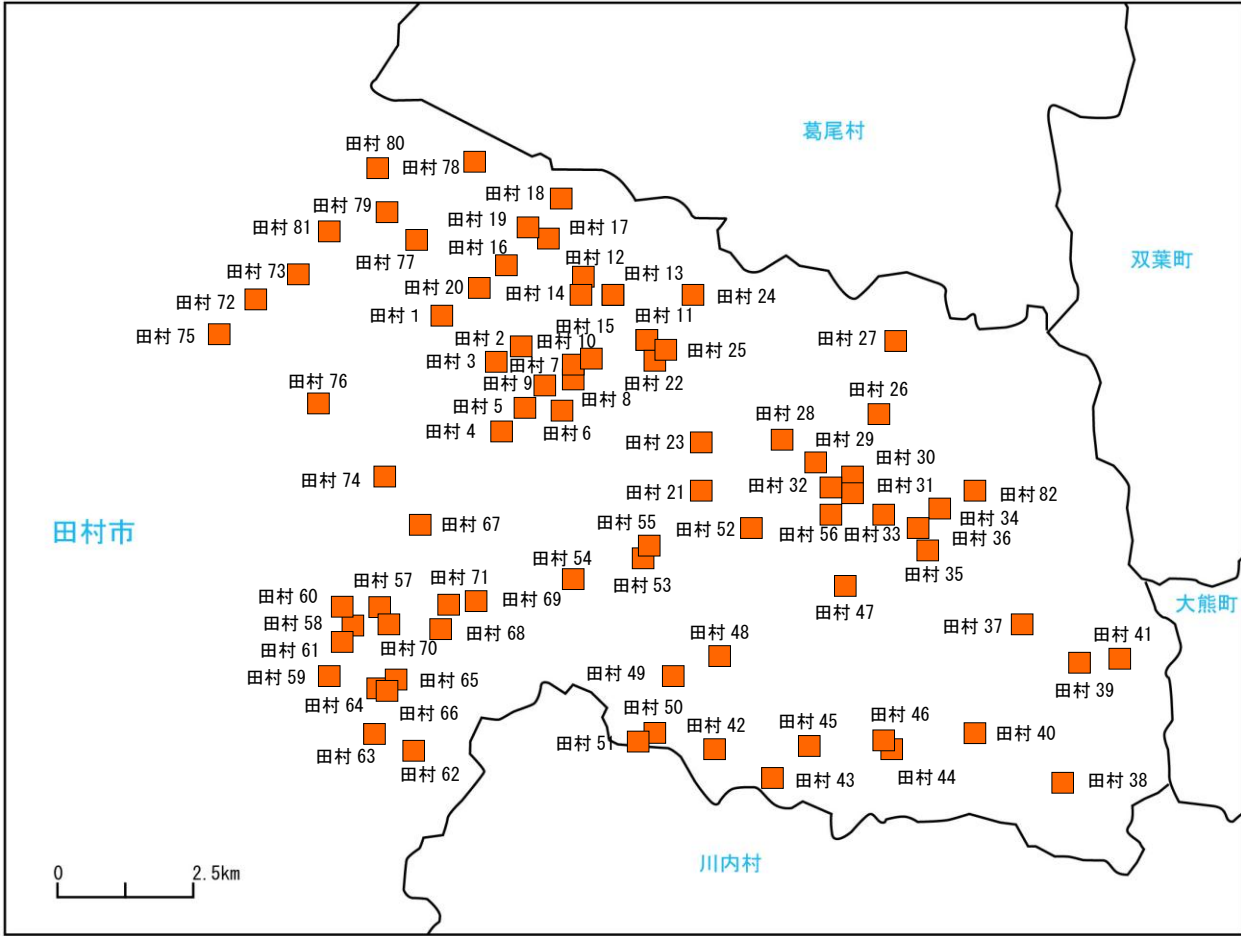 葛尾村
田村 80
田村 78
田村 18
田村 79
田村 19
田村 17
田村 81
田村 16
田村 12
双葉町
田村 77
田村 73
田村 13
田村 20
田村 14
田村 24
田村 72
田村 1
田村 11
田村 15
田村 75
田村 2
田村 10
田村 27
田村 25
田村 3
田村 7
田村 22
田村 76
田村 9
田村 26
田村 8
田村 5
田村 28
田村 4
田村 6
田村 23
田村 29
田村 30
田村 74
田村 32
田村 31
田村 21
田村 82
田村 34
田村市
田村 67
田村 55
田村 52
田村 56
田村 33
田村 36
田村 54
田村 53
田村 35
田村 57
田村 71
田村 60
田村 69
大熊町
田村 47
田村 58
田村 68
田村 37
田村 61
田村 70
田村 48
田村 41
田村 59
田村 65
田村 49
田村 39
田村 64
田村 50
田村 66
田村 46
田村 42
田村 45
田村 40
田村 51
田村 63
田村 62
田村 43
田村 44
田村 38
川内村
0
2.5km